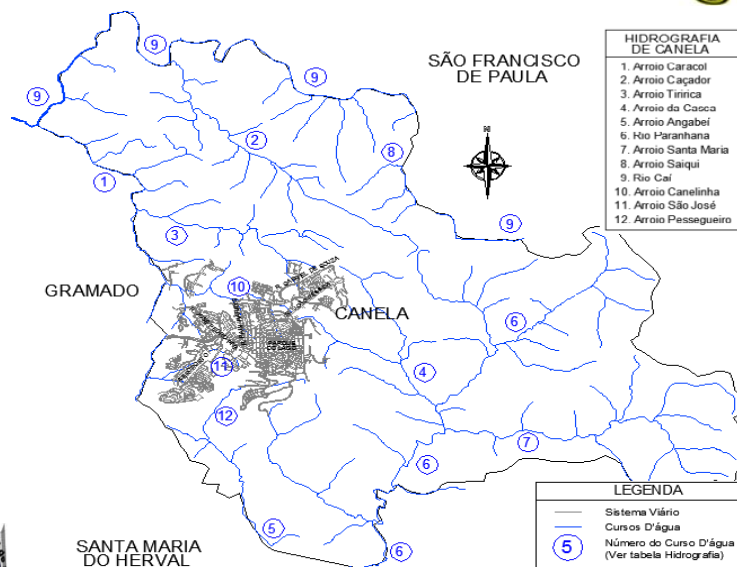 SÃO FRANCISCO
DE PAULA
HIDROGRAFIA
DE CANELA
1. Arroio Caracol
2. Arroio Caçador
3. Arroio Tiririca
4. Arroio da Casca
5. Arroio Angabeí
6. Rio Paranhana
7. Arroio Santa Maria
8. Arroio Saiqui
9. Rio Caí
10. Arroio Canelinha
11. Arroio São José
12. Arroio Pessegueiro
N
9
9
9
2
8
1
9
3
GRAMADO
10
CANELA
6
4
11
12
7
6
5
6
SANTA MARIA
DO HERVAL
LEGENDA
Sistema Viário
Cursos D'água
5
Número do Curso D'água
(Ver tabela Hidrografia)